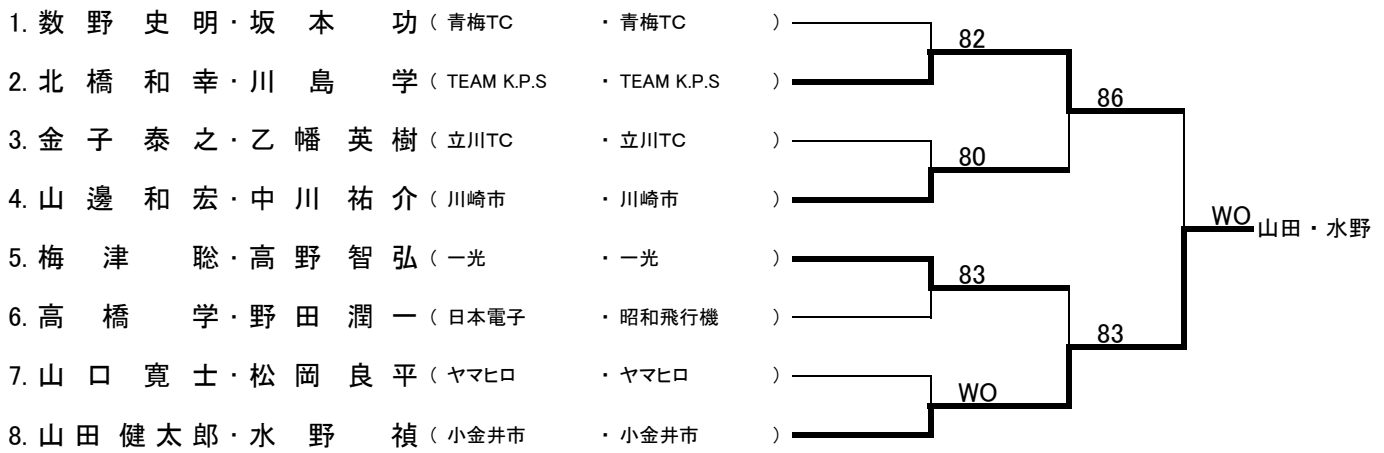 1. 数野史明・坂本功（青梅TC・青梅TC）
82
2. 北橋和幸・川島学（TEAM K.P.S・TEAM K.P.S）
86
3. 金子泰之・乙幡英樹（立川TC・立川TC）
80
4. 山邊和宏・中川祐介（川崎市・川崎市）
WO 山田・水野
5. 梅津聡・高野智弘（一光・一光）
83
6. 高橋学・野田潤一（日本電子・昭和飛行機）
83
7. 山口寛士・松岡良平（ヤマヒロ・ヤマヒロ）
WO
8. 山田健太郎・水野禎（小金井市・小金井市）